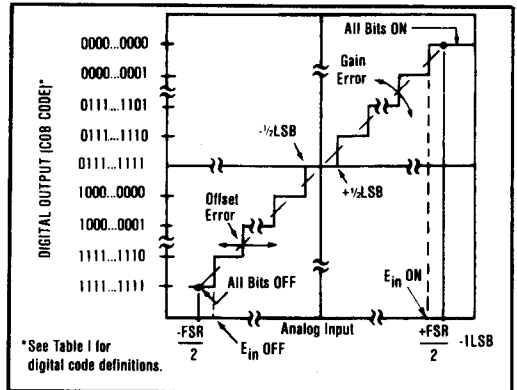 DIGITAL OUTPUT (COB CODE)*
0000...0000
0000...0001
0111...1101
0111...1110
0111...1111
1000...0000
1000...0001
1111...1110
1111...1111
All Bits ON
Gain
Error
-½LSB
+½LSB
Offset
Error
All Bits OFF
E in ON
-FSR
2
E in OFF
Analog Input
+FSR
2
-1LSB
*See Table I for
digital code definitions.